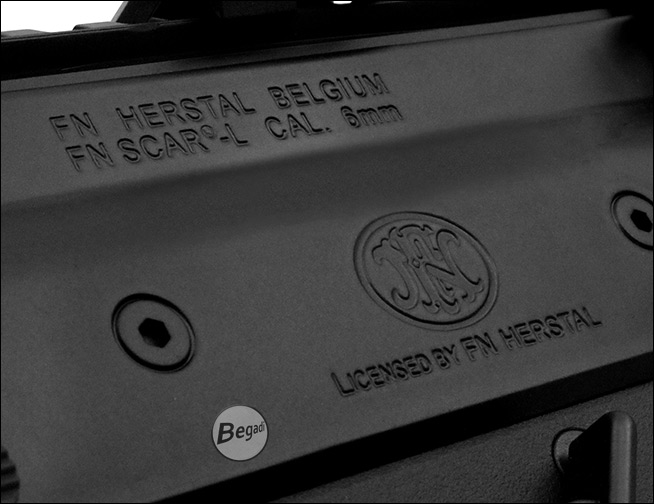 FN HERSTAL BELGIUM
FN SCAR®-L CAL. 6mm
LICENSED BY FN HERSTAL
Begadi